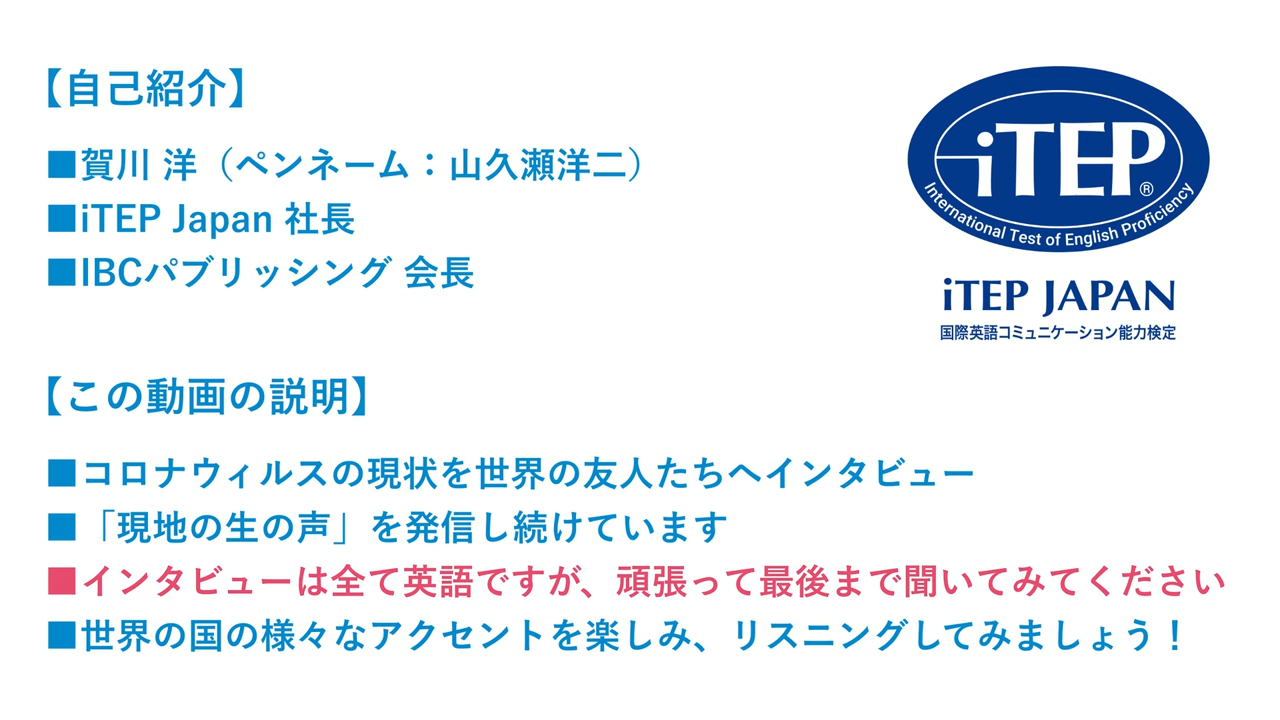 【自己紹介】
■賀川 洋（ペンネーム：山久瀬洋二）
■iTEP Japan 社長
■IBCパブリッシング 会長
iTEP®
International Test of English Proficiency
iTEP JAPAN
国際英語コミュニケーション能力検定
【この動画の説明】
■コロナウィルスの現状を世界の友人たちへインタビュー
■「現地の生の声」を発信し続けています
■インタビューは全て英語ですが、頑張って最後まで聞いてみてください
■世界の国の様々なアクセントを楽しみ、リスニングしてみましょう！